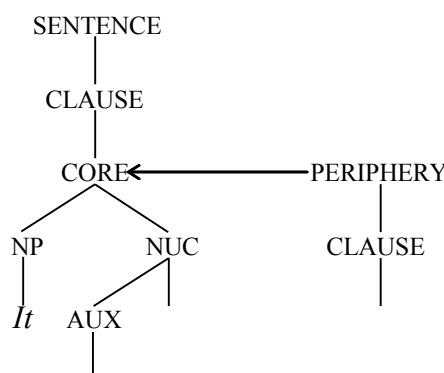 SENTENCE
CLAUSE
CORE PERIPHERY
NP NUC CLAUSE
It AUX